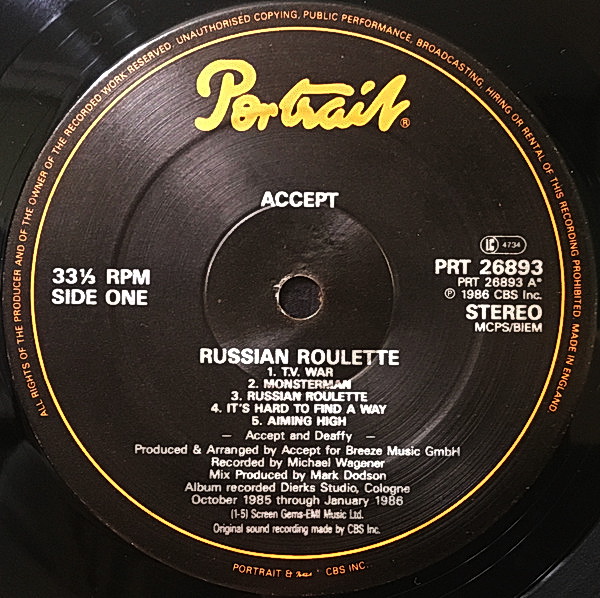 ALL RIGHTS OF THE PRODUCER AND OF THE OWNER OF THE RECORDED WORK RESERVED. UNAUTHORISED COPYING, PUBLIC PERFORMANCE, BROADCASTING, HIRING OR RENTAL OF THIS RECORDING PROHIBITED. MADE IN ENGLAND.
Portrait®
ACCEPT
LC 4734
33⅓ RPM
SIDE ONE
PRT 26893
PRT 26893 A*
℗ 1986 CBS Inc.
STEREO
MCPS/BIEM
RUSSIAN ROULETTE
1. T.V. WAR
2. MONSTERMAN
3. RUSSIAN ROULETTE
4. IT'S HARD TO FIND A WAY
5. AIMING HIGH
— Accept and Deaffy —
Produced & Arranged by Accept for Breeze Music GmbH
Recorded by Michael Wagener
Mix Produced by Mark Dodson
Album recorded Dierks Studio, Cologne
October 1985 through January 1986
(1-5) Screen Gems-EMI Music Ltd.
Original sound recording made by CBS Inc.
PORTRAIT & CBS INC.